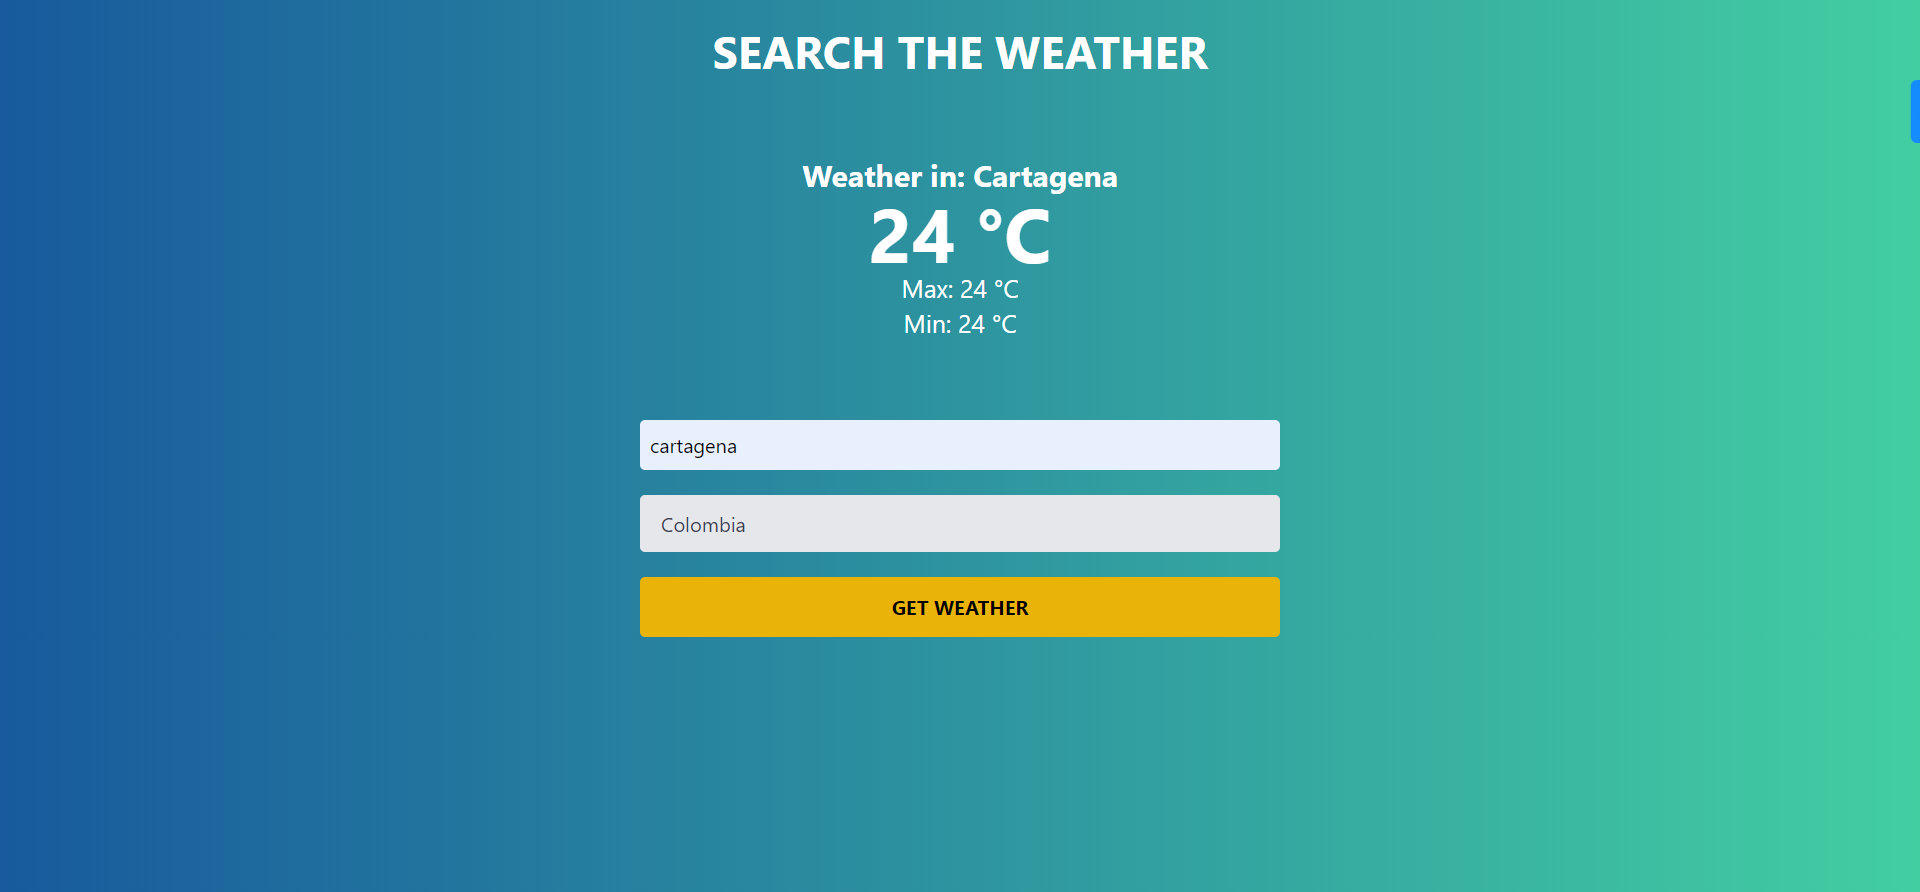 SEARCH THE WEATHER
Weather in: Cartagena
24 °C
Max: 24 °C
Min: 24 °C
cartagena
Colombia
GET WEATHER